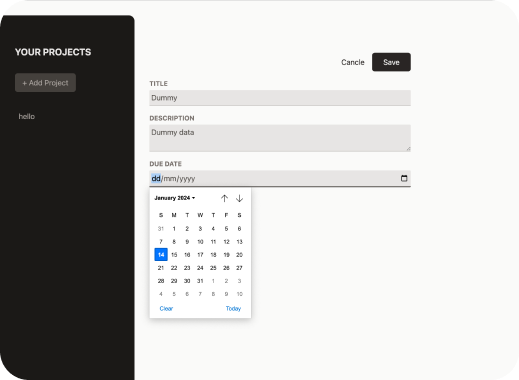 YOUR PROJECTS
+ Add Project
hello
Cancle
Save
TITLE
Dummy
DESCRIPTION
Dummy data
DUE DATE
dd/mm/yyyy
January 2024
S M T W T F S
31 1 2 3 4 5 6
7 8 9 10 11 12 13
14 15 16 17 18 19 20
21 22 23 24 25 26 27
28 29 30 31 1 2 3
4 5 6 7 8 9 10
Clear Today